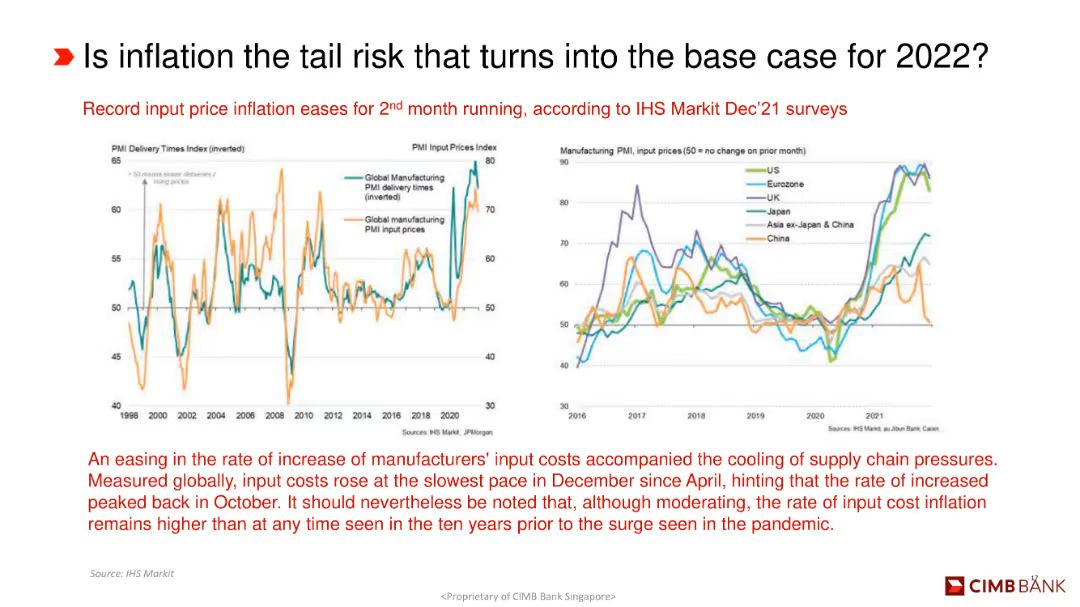 Is inflation the tail risk that turns into the base case for 2022?
Record input price inflation eases for 2nd month running, according to IHS Markit Dec'21 surveys
PMI Delivery Times Index (inverted)
PMI Input Prices Index
65
60
55
50
45
40
80
70
60
50
40
30
> 50 means slower deliveries /
rising prices
Global Manufacturing
PMI delivery times
(inverted)
Global manufacturing
PMI input prices
1998 2000 2002 2004 2006 2008 2010 2012 2014 2016 2018 2020
Sources: IHS Markit, JPMorgan
Manufacturing PMI, input prices (50 = no change on prior month)
90
80
70
60
50
40
30
US
Eurozone
UK
Japan
Asia ex-Japan & China
China
2016 2017 2018 2019 2020 2021
Sources: IHS Markit, au Jibun Bank, Caixin
An easing in the rate of increase of manufacturers' input costs accompanied the cooling of supply chain pressures.
Measured globally, input costs rose at the slowest pace in December since April, hinting that the rate of increased
peaked back in October. It should nevertheless be noted that, although moderating, the rate of input cost inflation
remains higher than at any time seen in the ten years prior to the surge seen in the pandemic.
Source: IHS Markit
<Proprietary of CIMB Bank Singapore>
CIMB BÄNK